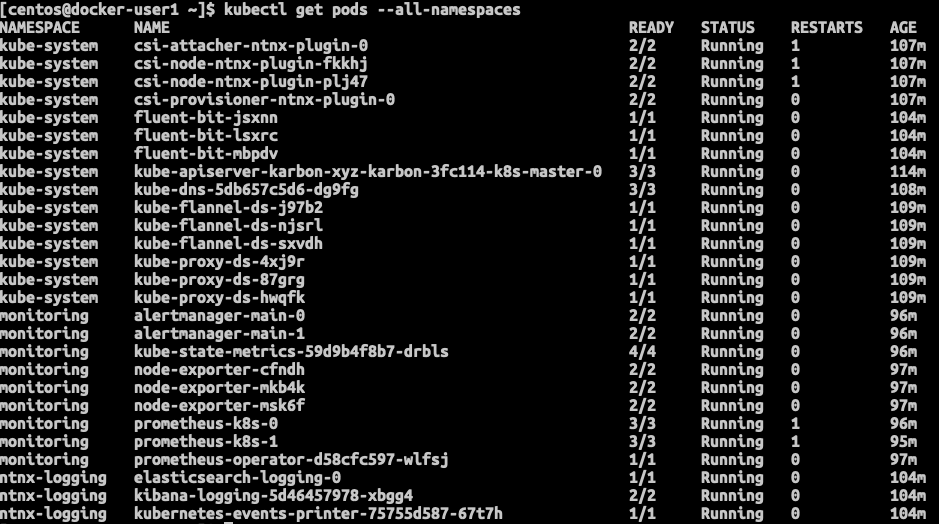 [centos@docker-user1 ~]$ kubectl get pods --all-namespaces
NAMESPACE NAME READY STATUS RESTARTS AGE
kube-system csi-attacher-ntnx-plugin-0 2/2 Running 1 107m
kube-system csi-node-ntnx-plugin-fkkhj 2/2 Running 1 107m
kube-system csi-node-ntnx-plugin-plj47 2/2 Running 1 107m
kube-system csi-provisioner-ntnx-plugin-0 2/2 Running 0 107m
kube-system fluent-bit-jsxnn 1/1 Running 0 104m
kube-system fluent-bit-lsxrc 1/1 Running 0 104m
kube-system fluent-bit-mbpdv 1/1 Running 0 104m
kube-system kube-apiserver-karbon-xyz-karbon-3fc114-k8s-master-0 3/3 Running 0 114m
kube-system kube-dns-5db657c5d6-dg9fg 3/3 Running 0 108m
kube-system kube-flannel-ds-j97b2 1/1 Running 0 109m
kube-system kube-flannel-ds-njsrl 1/1 Running 0 109m
kube-system kube-flannel-ds-sxvdh 1/1 Running 0 109m
kube-system kube-proxy-ds-4xj9r 1/1 Running 0 109m
kube-system kube-proxy-ds-87grg 1/1 Running 0 109m
kube-system kube-proxy-ds-hwqfk 1/1 Running 0 109m
monitoring alertmanager-main-0 2/2 Running 0 96m
monitoring alertmanager-main-1 2/2 Running 0 96m
monitoring kube-state-metrics-59d9b4f8b7-drbls 4/4 Running 0 96m
monitoring node-exporter-cfndh 2/2 Running 0 97m
monitoring node-exporter-mkb4k 2/2 Running 0 97m
monitoring node-exporter-msk6f 2/2 Running 0 97m
monitoring prometheus-k8s-0 3/3 Running 1 96m
monitoring prometheus-k8s-1 3/3 Running 1 95m
monitoring prometheus-operator-d58cfc597-wlfsj 1/1 Running 0 97m
ntnx-logging elasticsearch-logging-0 1/1 Running 0 104m
ntnx-logging kibana-logging-5d46457978-xbgg4 2/2 Running 0 104m
ntnx-logging kubernetes-events-printer-75755d587-67t7h 1/1 Running 0 104m